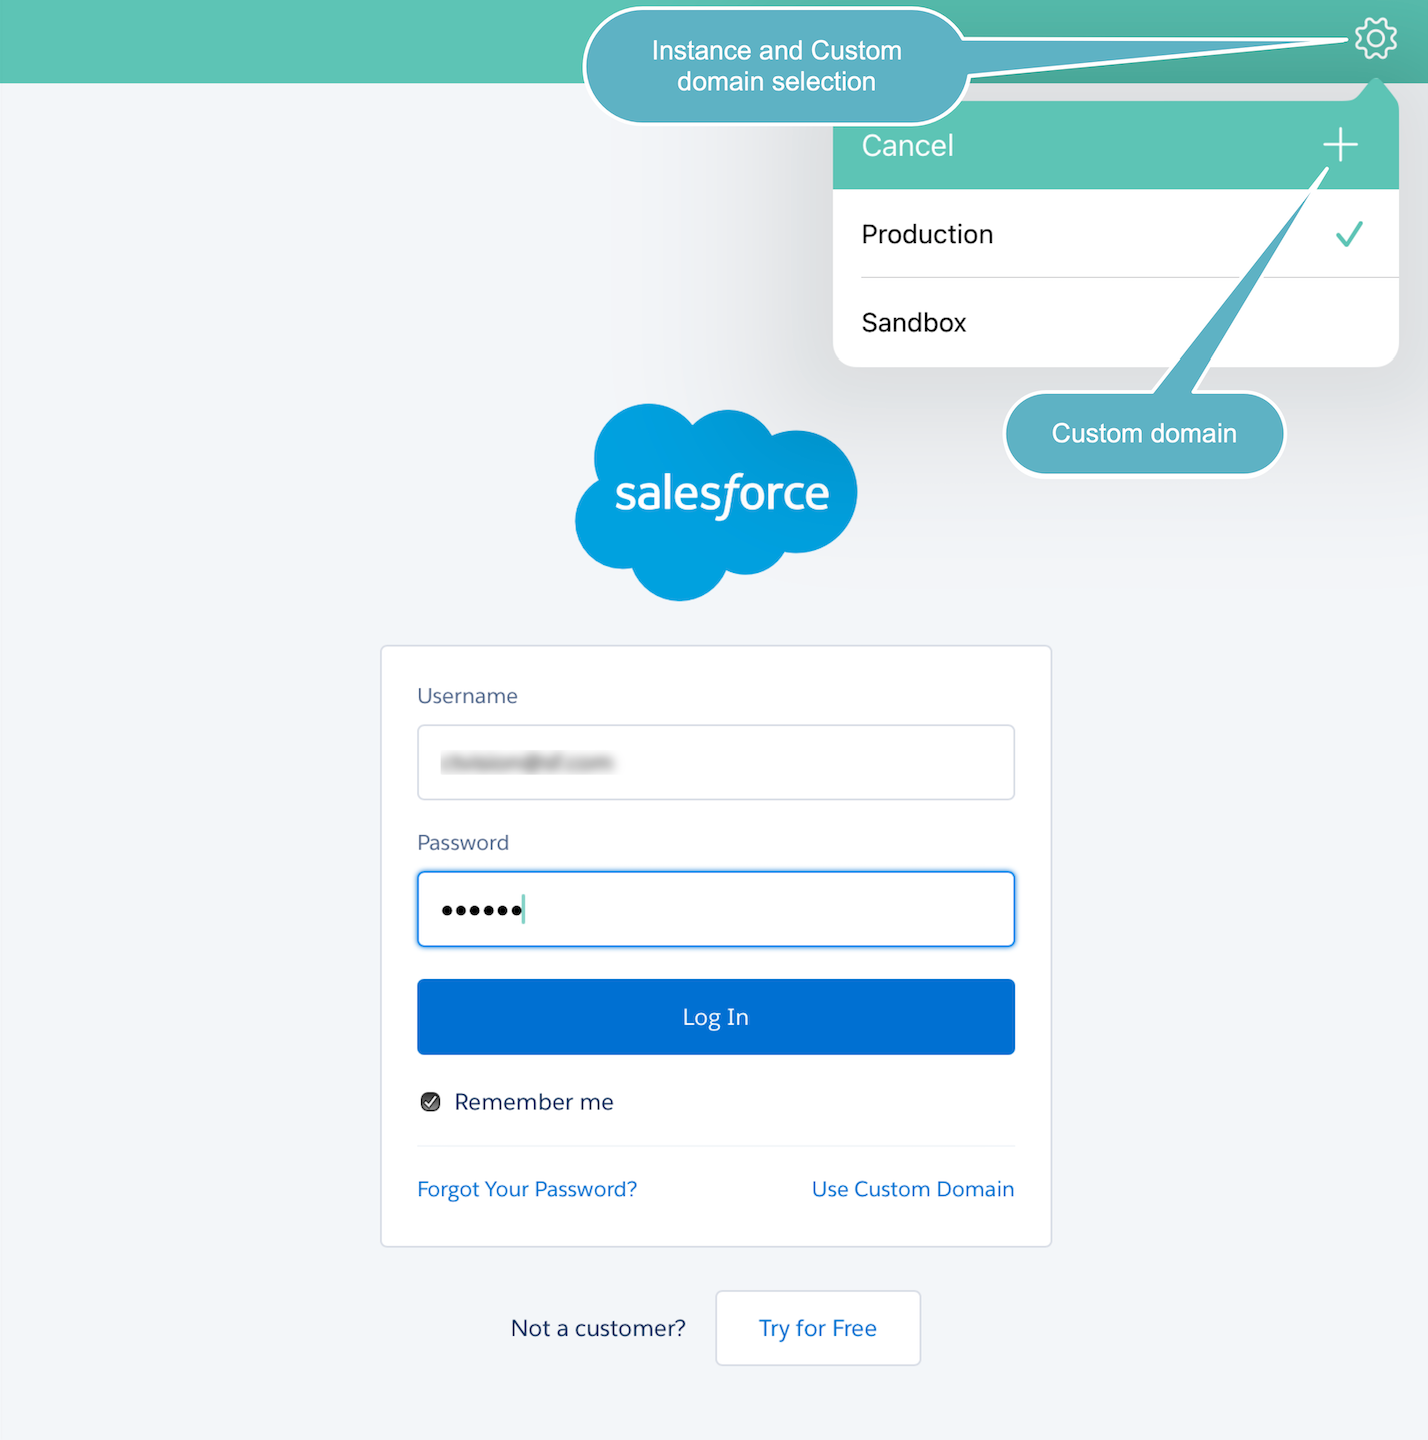 Instance and Custom
domain selection
Cancel
Production
Sandbox
Custom domain
salesforce
Username
Password
Log In
Remember me
Forgot Your Password?
Use Custom Domain
Not a customer?
Try for Free